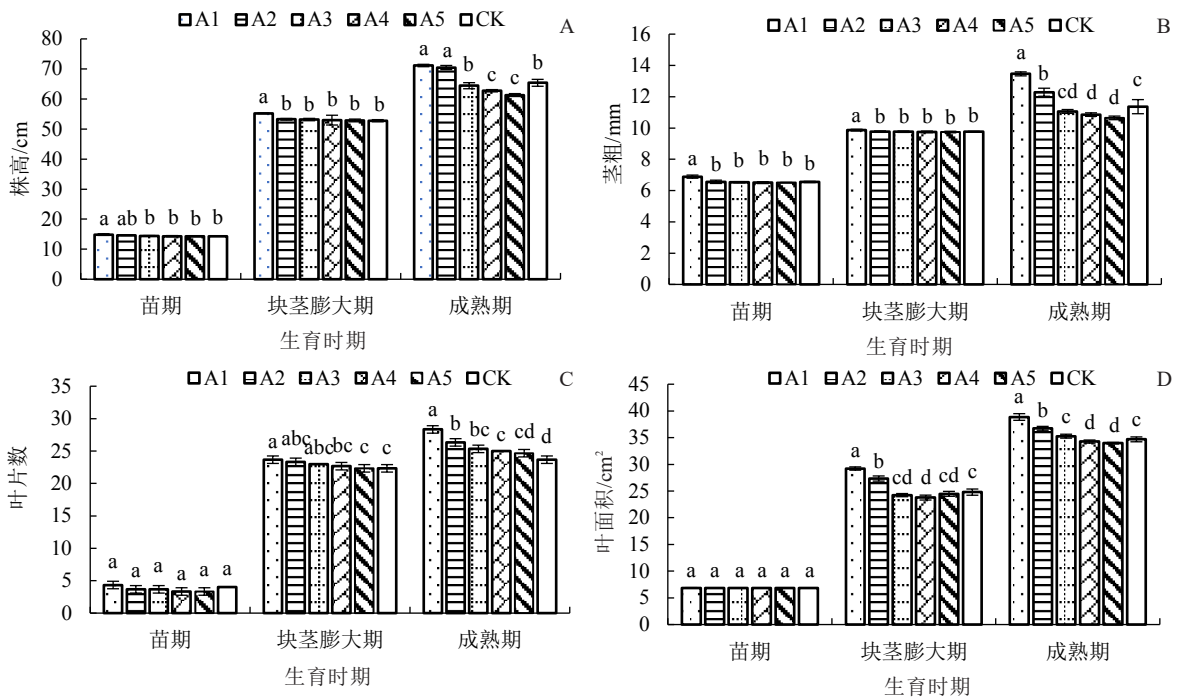 A1 A2 A3 A4 A5 CK
A
80
70
60
50
40
30
20
10
0
株高/cm
a ab b b b b
a b b b b b
a a b c c b
苗期 块茎膨大期 成熟期
生育时期
A1 A2 A3 A4 A5 CK
B
16
14
12
10
8
6
4
2
0
茎粗/mm
a b b b b b
a b b b b b
a b cd d d c
苗期 块茎膨大期 成熟期
生育时期
A1 A2 A3 A4 A5 CK
C
35
30
25
20
15
10
5
0
叶片数
a a a a a a
a abc abc bc c c
a b bc c cd d
苗期 块茎膨大期 成熟期
生育时期
A1 A2 A3 A4 A5 CK
D
45
40
35
30
25
20
15
10
5
0
叶面积/cm²
a a a a a a
a b cd d cd c
a b c d d c
苗期 块茎膨大期 成熟期
生育时期